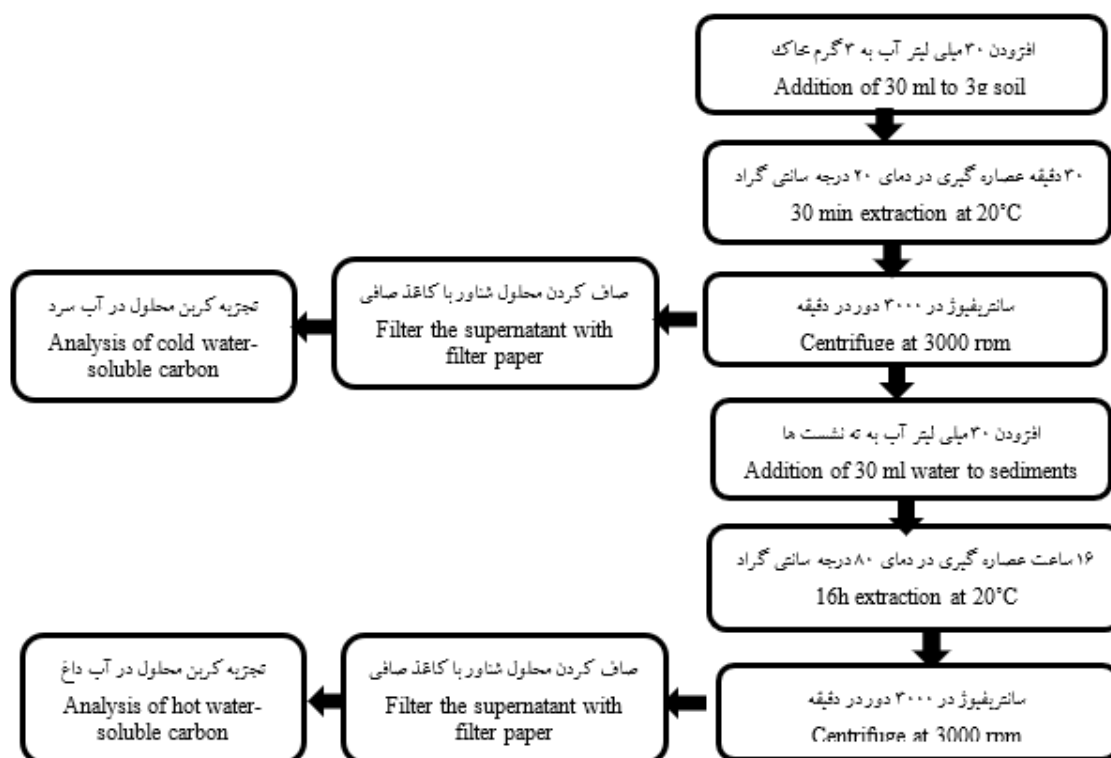 افزودن ۳۰ میلی لیتر آب به ۳ گرم خاک
Addition of 30 ml to 3g soil
۳۰ دقیقه عصاره گیری در دمای ۲۰ درجه سانتی گراد
30 min extraction at 20°C
سانتریفیوژ در ۳۰۰۰ دور در دقیقه
Centrifuge at 3000 rpm
صاف کردن محلول شناور با کاغذ صافی
Filter the supernatant with
filter paper
تجزیه کربن محلول در آب سرد
Analysis of cold water-
soluble carbon
افزودن ۳۰ میلی لیتر آب به ته نشست ها
Addition of 30 ml water to sediments
۱۶ ساعت عصاره گیری در دمای ۸۰ درجه سانتی گراد
16h extraction at 20°C
سانتریفیوژ در ۳۰۰۰ دور در دقیقه
Centrifuge at 3000 rpm
صاف کردن محلول شناور با کاغذ صافی
Filter the supernatant with
filter paper
تجزیه کربن محلول در آب داغ
Analysis of hot water-
soluble carbon